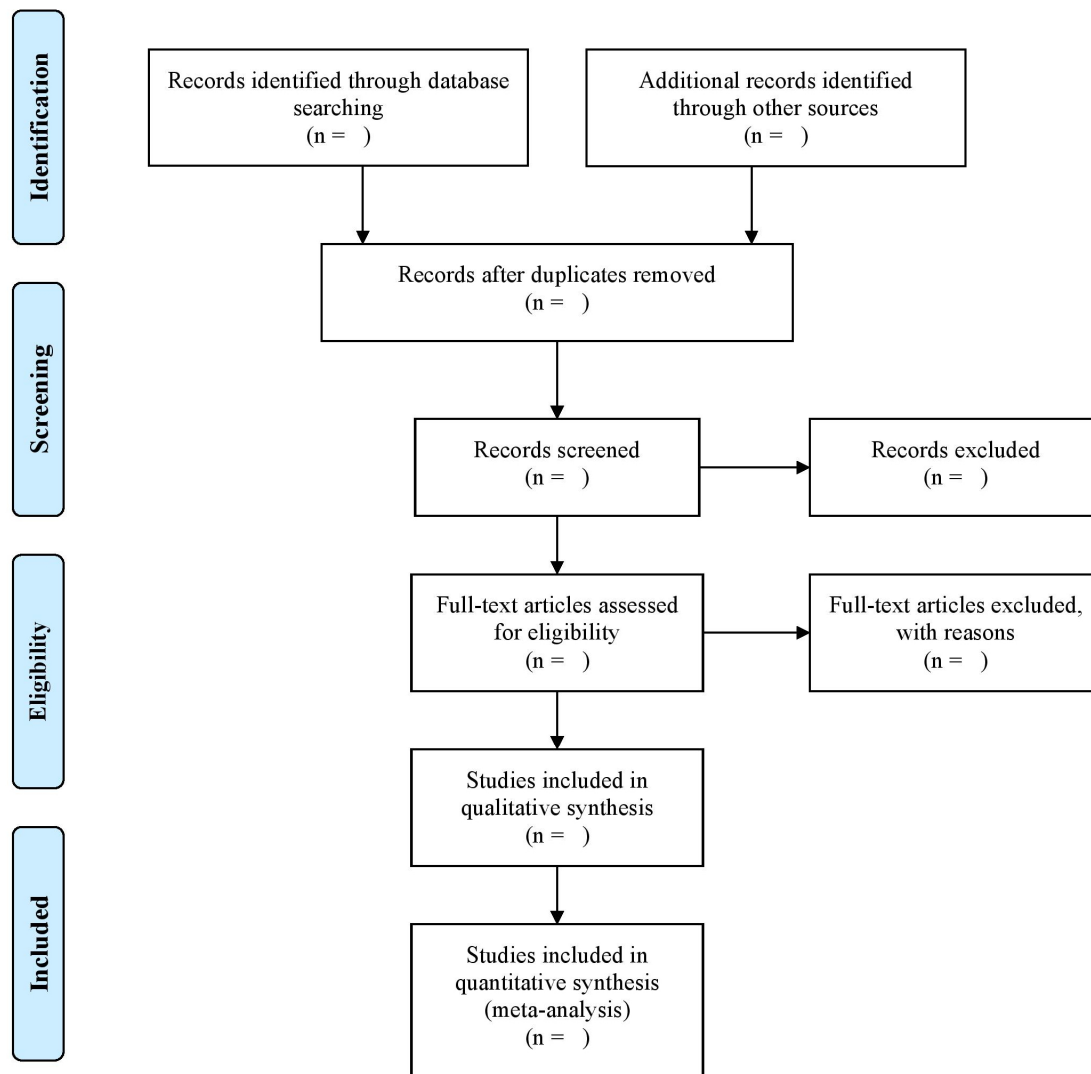 Identification
Records identified through database
searching
(n = )
Additional records identified
through other sources
(n = )
Records after duplicates removed
(n = )
Screening
Records screened
(n = )
Records excluded
(n = )
Eligibility
Full-text articles assessed
for eligibility
(n = )
Full-text articles excluded,
with reasons
(n = )
Studies included in
qualitative synthesis
(n = )
Included
Studies included in
quantitative synthesis
(meta-analysis)
(n = )